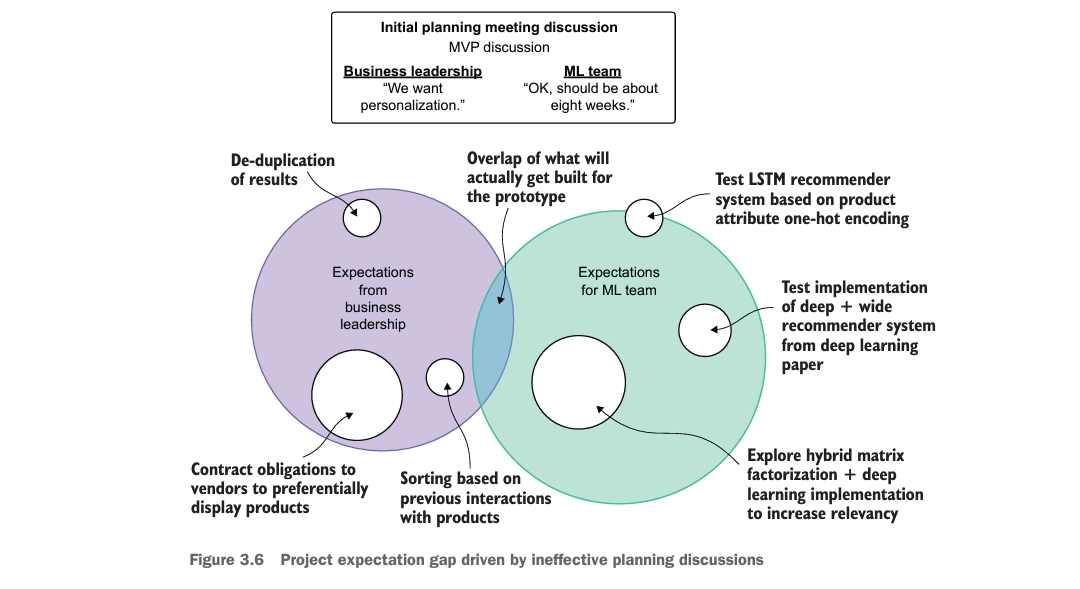 Initial planning meeting discussion
MVP discussion
Business leadership
“We want
personalization.”
ML team
“OK, should be about
eight weeks.”
De-duplication
of results
Overlap of what will
actually get built for
the prototype
Test LSTM recommender
system based on product
attribute one-hot encoding
Expectations
from
business
leadership
Expectations
for ML team
Test implementation
of deep + wide
recommender system
from deep learning
paper
Contract obligations to
vendors to preferentially
display products
Sorting based on
previous interactions
with products
Explore hybrid matrix
factorization + deep
learning implementation
to increase relevancy
Figure 3.6 Project expectation gap driven by ineffective planning discussions